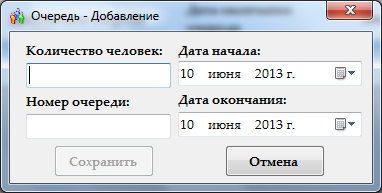 Очередь - Добавление
Количество человек:
Дата начала:
10 июня 2013 г.
Номер очереди:
Дата окончания:
10 июня 2013 г.
Сохранить
Отмена